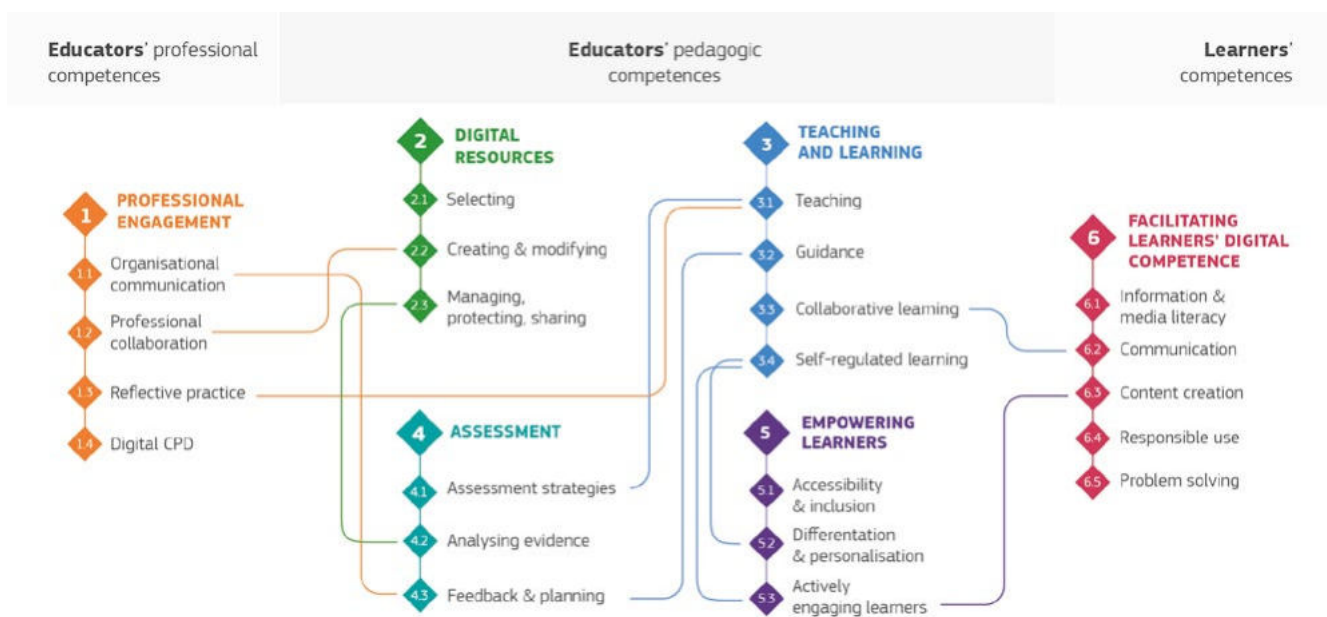 Educators' professional
competences
Educators' pedagogic
competences
Learners'
competences
1
PROFESSIONAL
ENGAGEMENT
1.1
Organisational
communication
1.2
Professional
collaboration
1.3
Reflective practice
1.4
Digital CPD
2
DIGITAL
RESOURCES
2.1
Selecting
2.2
Creating & modifying
2.3
Managing,
protecting, sharing
4
ASSESSMENT
4.1
Assessment strategies
4.2
Analysing evidence
4.3
Feedback & planning
3
TEACHING
AND LEARNING
3.1
Teaching
3.2
Guidance
3.3
Collaborative learning
3.4
Self-regulated learning
5
EMPOWERING
LEARNERS
5.1
Accessibility
& inclusion
5.2
Differentation
& personalisation
5.3
Actively
engaging learners
6
FACILITATING
LEARNERS' DIGITAL
COMPETENCE
6.1
Information &
media literacy
6.2
Communication
6.3
Content creation
6.4
Responsible use
6.5
Problem solving